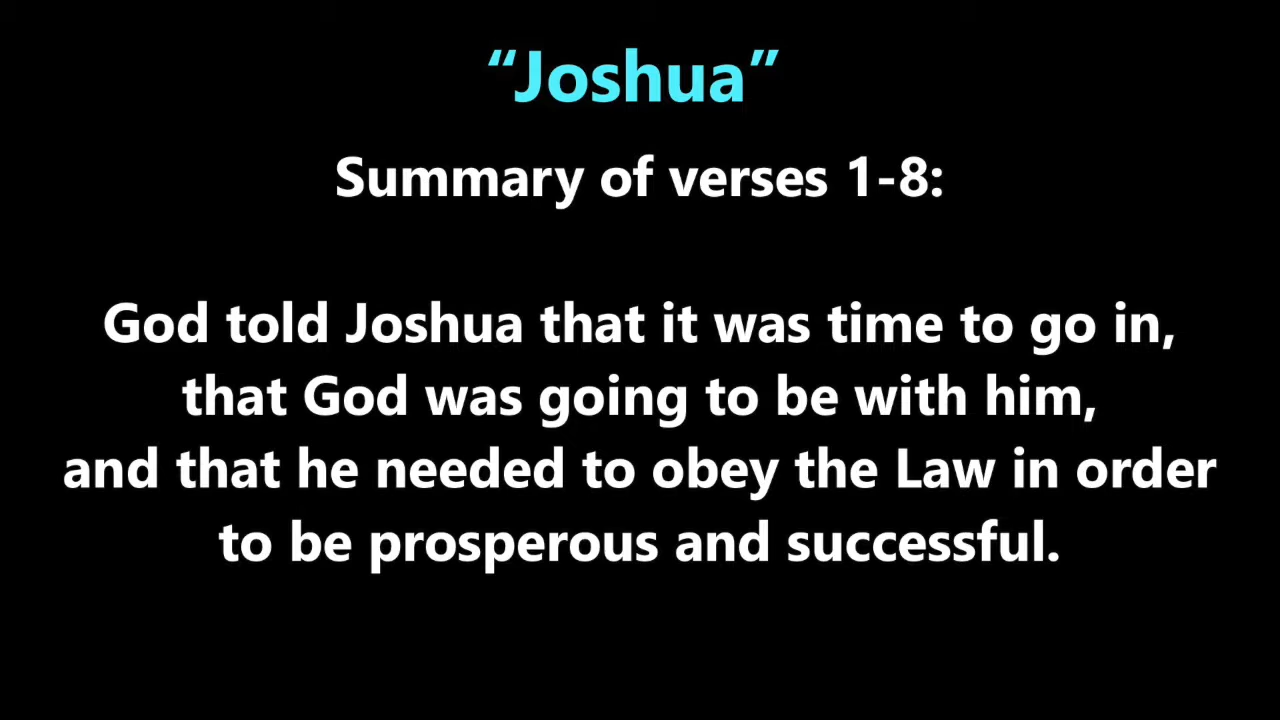 “Joshua”
Summary of verses 1-8:
God told Joshua that it was time to go in,
that God was going to be with him,
and that he needed to obey the Law in order
to be prosperous and successful.